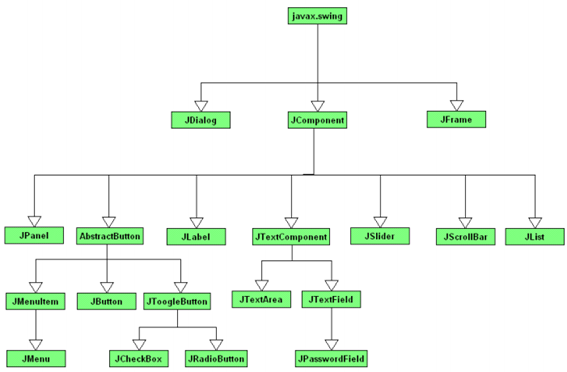 javax.swing
JDialog
JComponent
JFrame
JPanel
AbstractButton
JLabel
JTextComponent
JSlider
JScrollBar
JList
JMenuItem
JButton
JToogleButton
JTextArea
JTextField
JMenu
JCheckBox
JRadioButton
JPasswordField